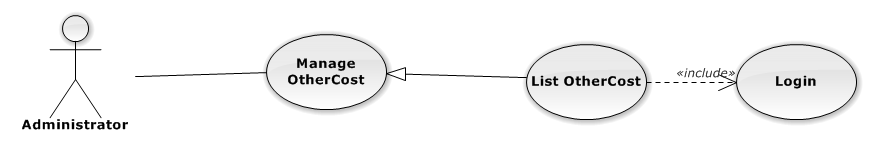 Manage
OtherCost
List OtherCost
«include»
Login
Administrator